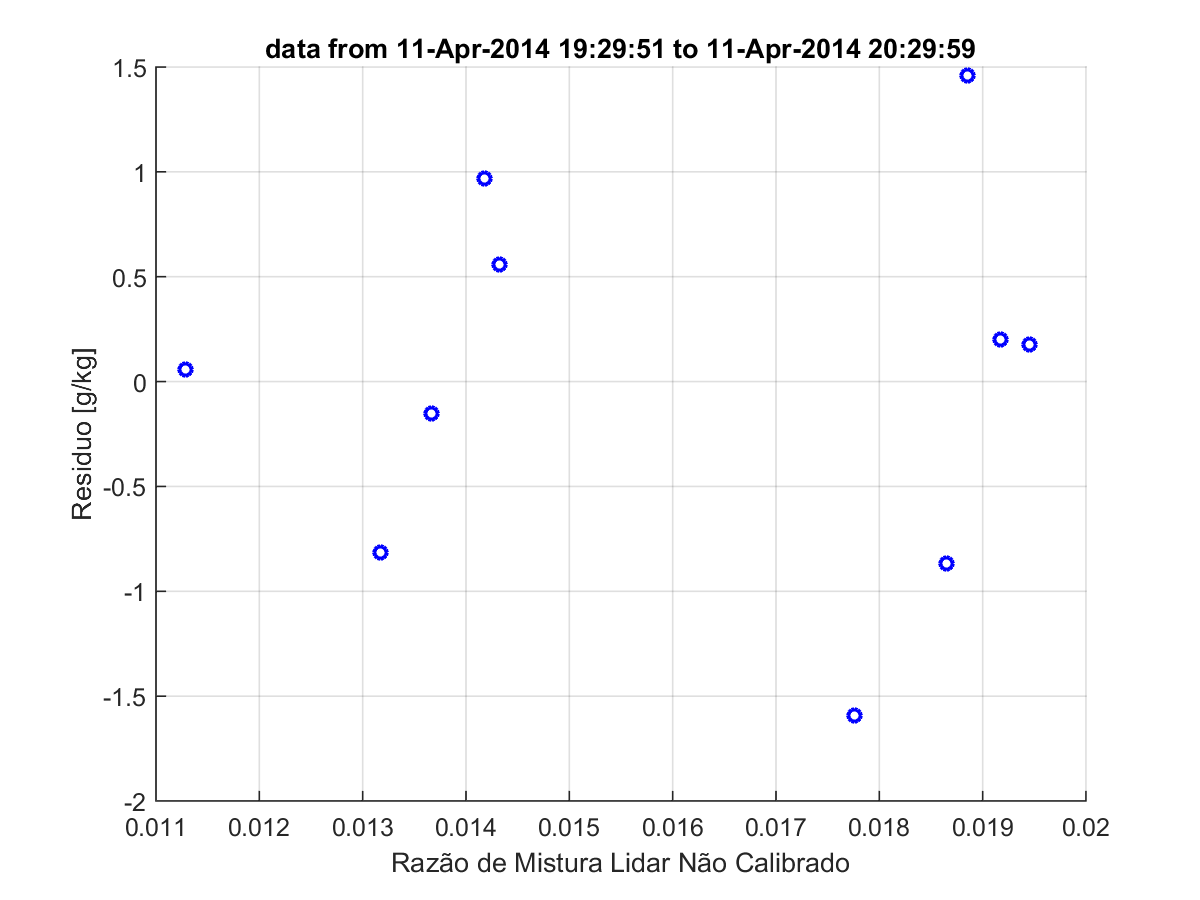 data from 11-Apr-2014 19:29:51 to 11-Apr-2014 20:29:59
1.5
1
0.5
0
-0.5
-1
-1.5
-2
Residuo [g/kg]
0.011 0.012 0.013 0.014 0.015 0.016 0.017 0.018 0.019 0.02
Razão de Mistura Lidar Não Calibrado